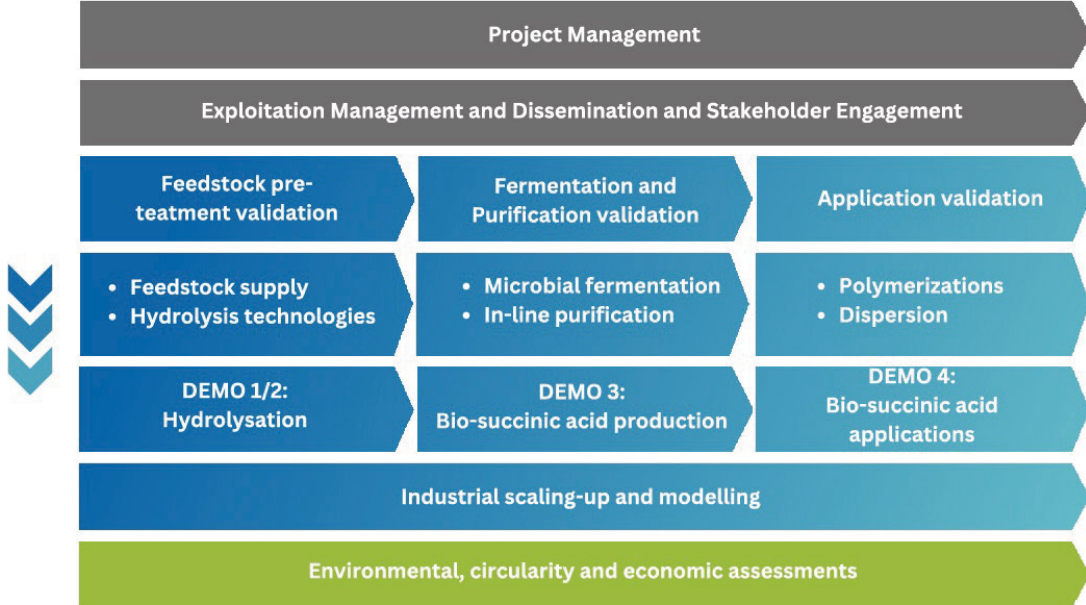 Project Management
Exploitation Management and Dissemination and Stakeholder Engagement
Feedstock pre-
teatment validation
Fermentation and
Purification validation
Application validation
• Feedstock supply
• Hydrolysis technologies
• Microbial fermentation
• In-line purification
• Polymerizations
• Dispersion
DEMO 1/2:
Hydrolysation
DEMO 3:
Bio-succinic acid production
DEMO 4:
Bio-succinic acid
applications
Industrial scaling-up and modelling
Environmental, circularity and economic assessments